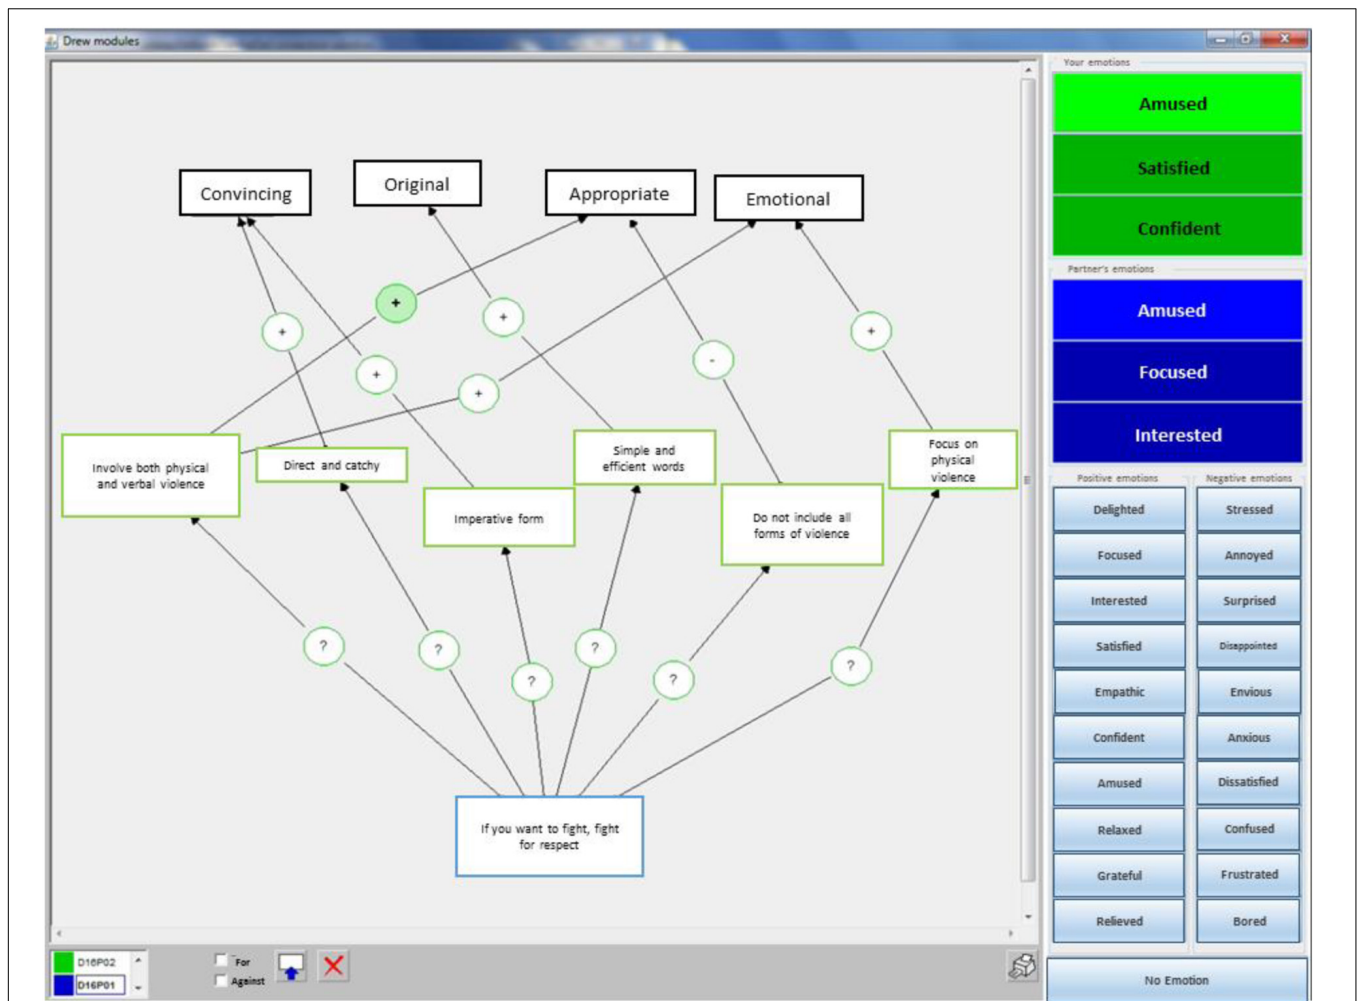 Drew modules
Your emotions
Amused
Satisfied
Confident
Partner's emotions
Amused
Focused
Interested
Positive emotions
Negative emotions
Delighted
Stressed
Focused
Annoyed
Interested
Surprised
Satisfied
Disappointed
Empathic
Envious
Confident
Anxious
Amused
Dissatisfied
Relaxed
Confused
Grateful
Frustrated
Relieved
Bored
No Emotion
Convincing
Original
Appropriate
Emotional
+
+
+
+
+
-
+
Involve both physical
and verbal violence
Direct and catchy
Imperative form
Simple and
efficient words
Do not include all
forms of violence
Focus on
physical
violence
?
?
?
?
?
?
If you want to fight, fight
for respect
D16P02
D16P01
For
Against